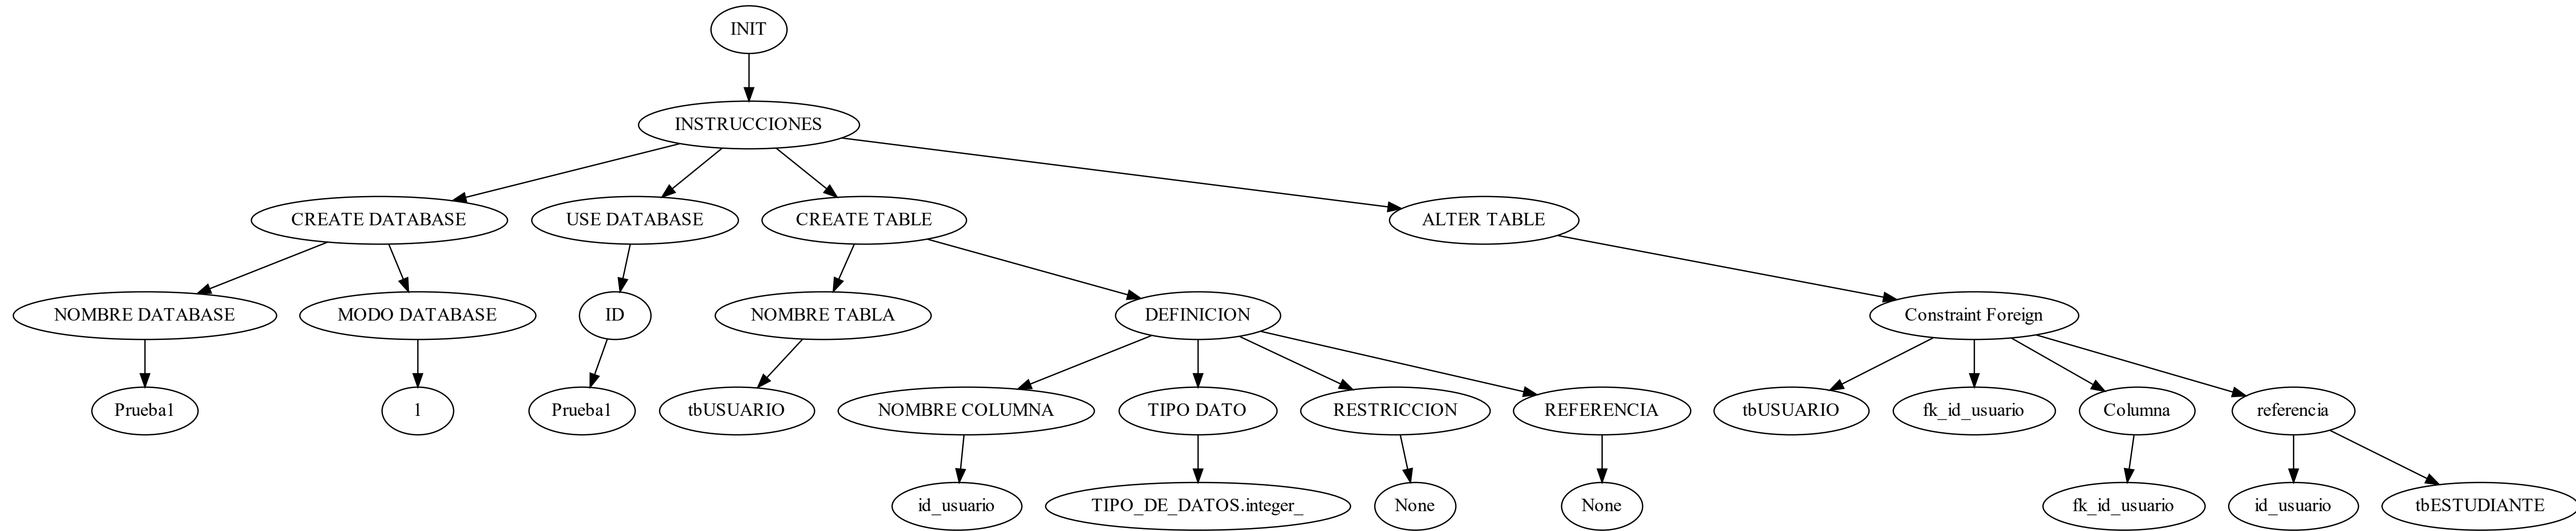 INIT
INSTRUCCIONES
CREATE DATABASE
USE DATABASE
CREATE TABLE
ALTER TABLE
NOMBRE DATABASE
MODO DATABASE
ID
NOMBRE TABLA
DEFINICION
Constraint Foreign
Prueba1
1
Prueba1
tbUSUARIO
NOMBRE COLUMNA
TIPO DATO
RESTRICCION
REFERENCIA
tbUSUARIO
fk_id_usuario
Columna
referencia
id_usuario
TIPO_DE_DATOS.integer_
None
None
fk_id_usuario
id_usuario
tbESTUDIANTE